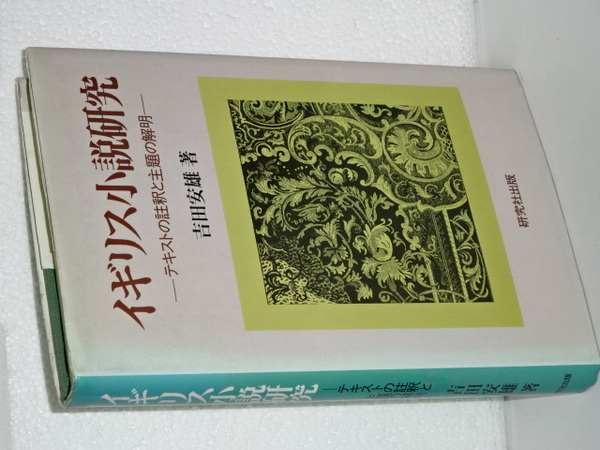 イギリス小説研究
―テキストの註釈と主題の解明―
吉田安雄 著
研究社出版
イギリス小説研究
―テキストの註釈と
吉田安雄 著